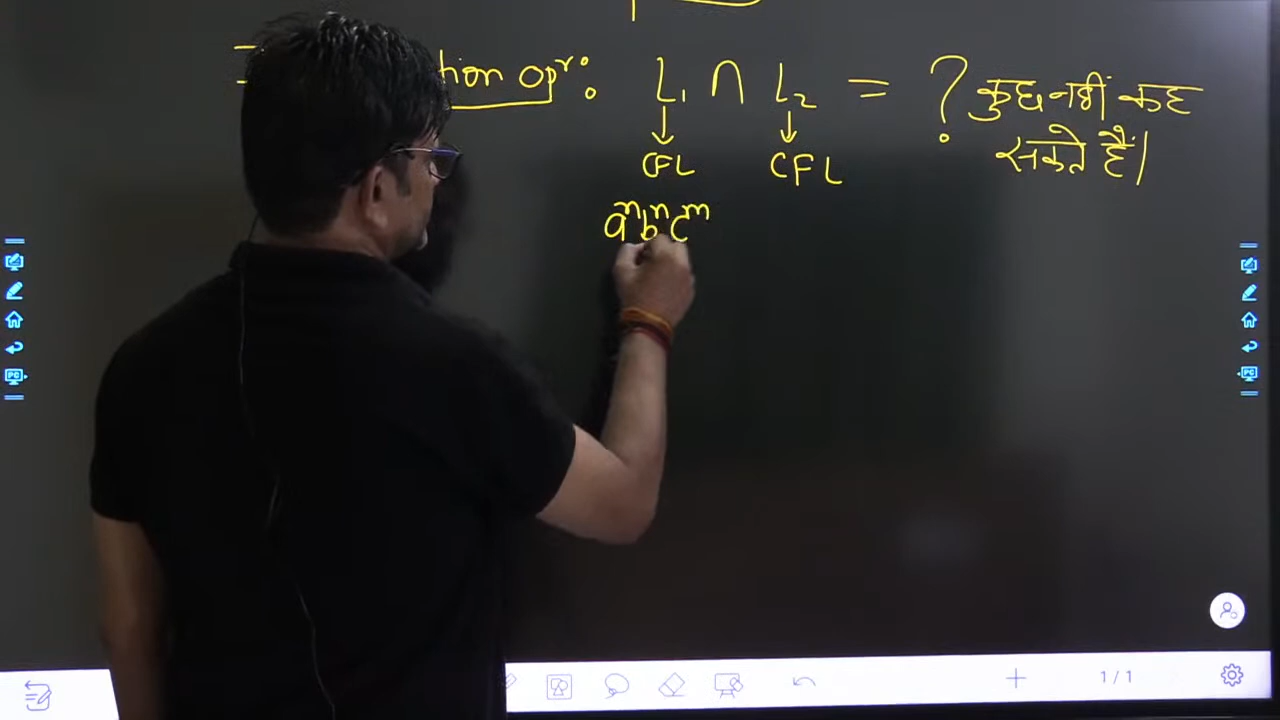 tion opr: L₁ ∩ L₂ = ? कुछ नहीं कह
सकते हैं।
↓ ↓
CFL CFL
aⁿbⁿcᵐ
1/1